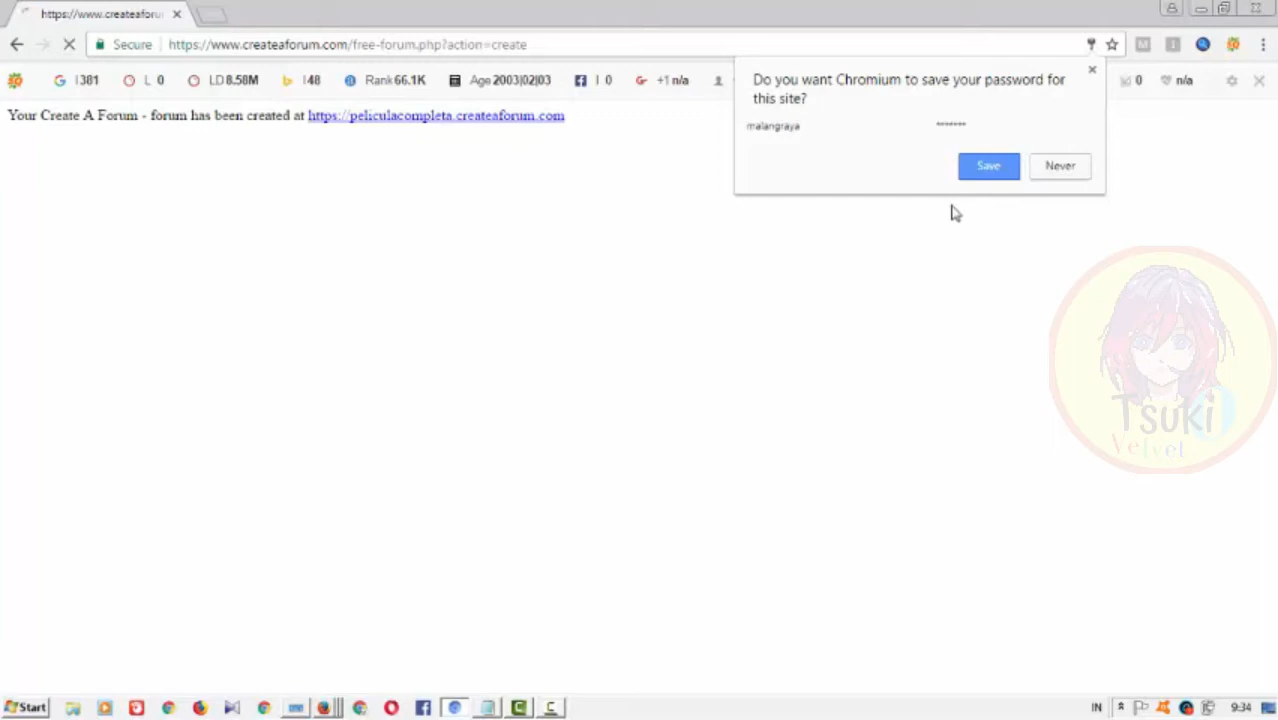 https://www.createaforu
Secure
https://www.createaforum.com/free-forum.php?action=create
I 381
L 0
LD 8.58M
I 48
Rank 66.1K
Age 2003|02|03
I 0
+1 n/a
0
n/a
Do you want Chromium to save your password for
this site?
malangraya
*******
Save
Never
Your Create A Forum - forum has been created at https://peliculacompleta.createaforum.com
Tsuki
Velvet
Start
IN
9:34